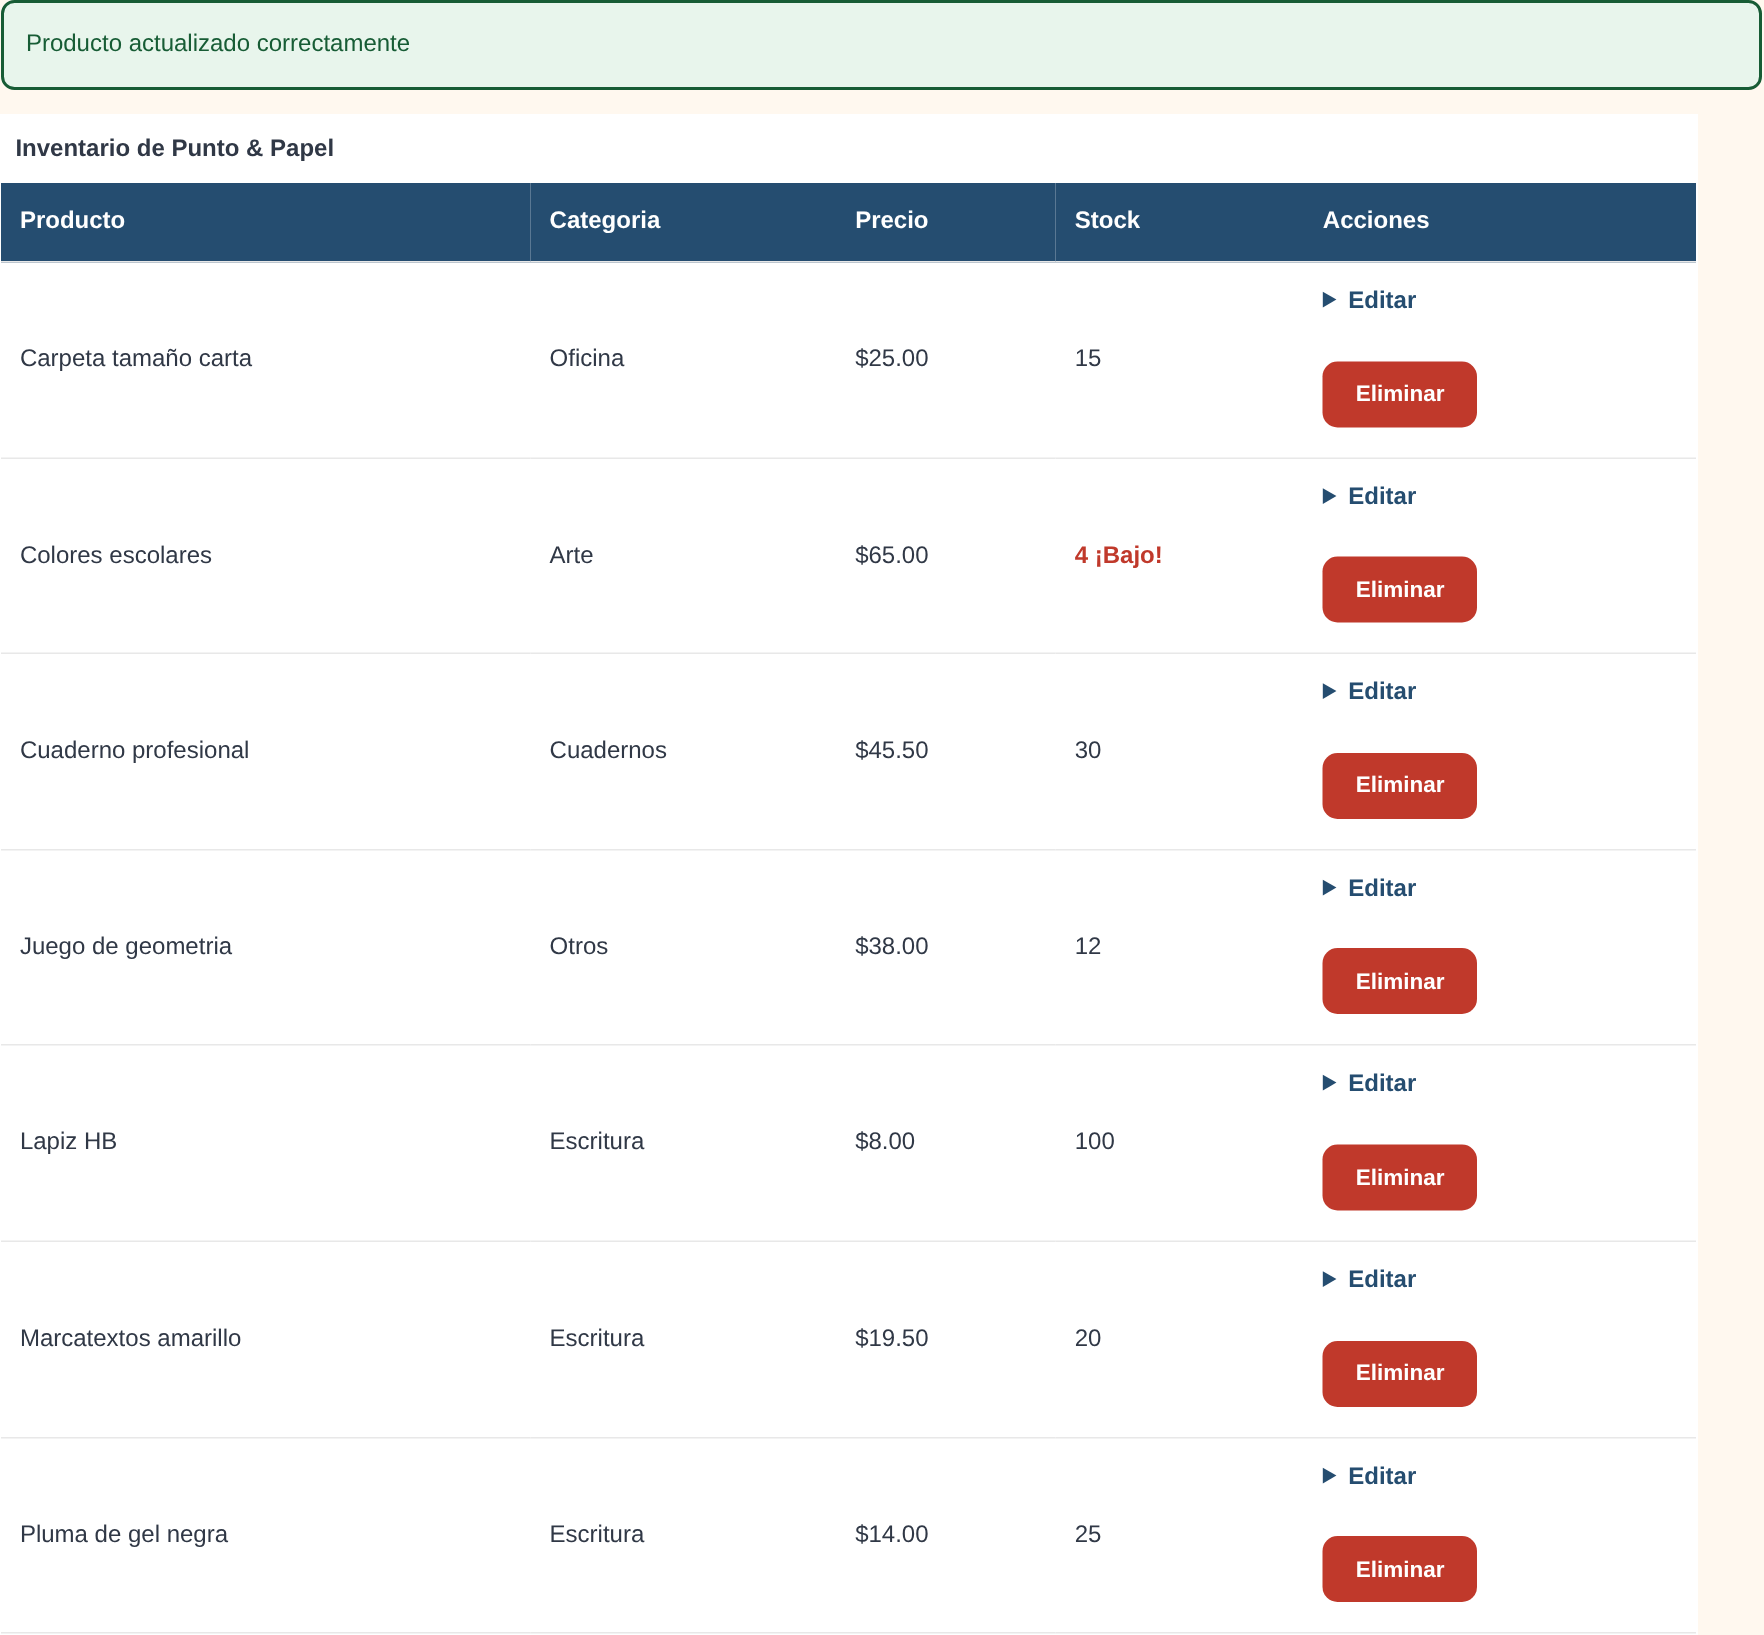 Producto actualizado correctamente
Inventario de Punto & Papel
Producto Categoria Precio Stock Acciones
Editar
Carpeta tamaño carta Oficina $25.00 15
Eliminar
Editar
Colores escolares Arte $65.00 4 ¡Bajo!
Eliminar
Editar
Cuaderno profesional Cuadernos $45.50 30
Eliminar
Editar
Juego de geometria Otros $38.00 12
Eliminar
Editar
Lapiz HB Escritura $8.00 100
Eliminar
Editar
Marcatextos amarillo Escritura $19.50 20
Eliminar
Editar
Pluma de gel negra Escritura $14.00 25
Eliminar